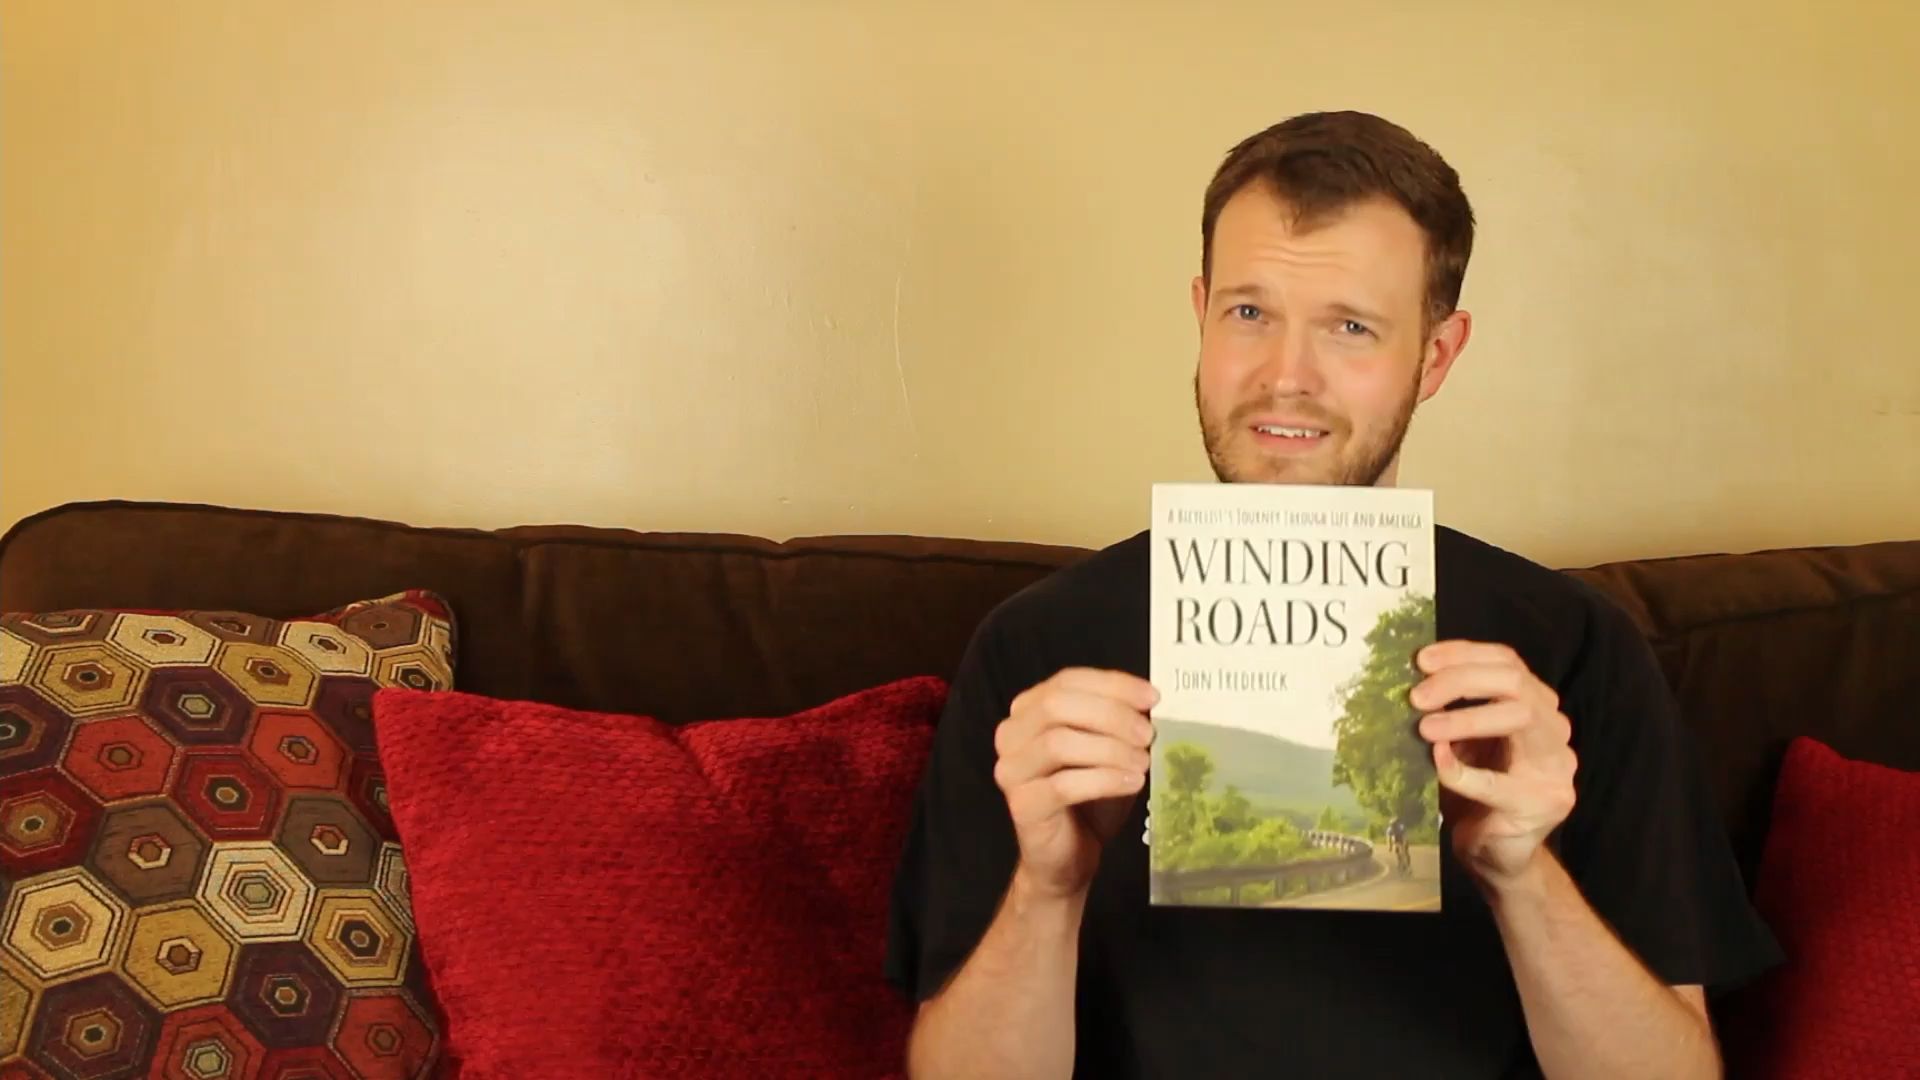 A BICYCLIST'S JOURNEY THROUGH LIFE AND AMERICA
WINDING
ROADS
JOHN FREDERICK